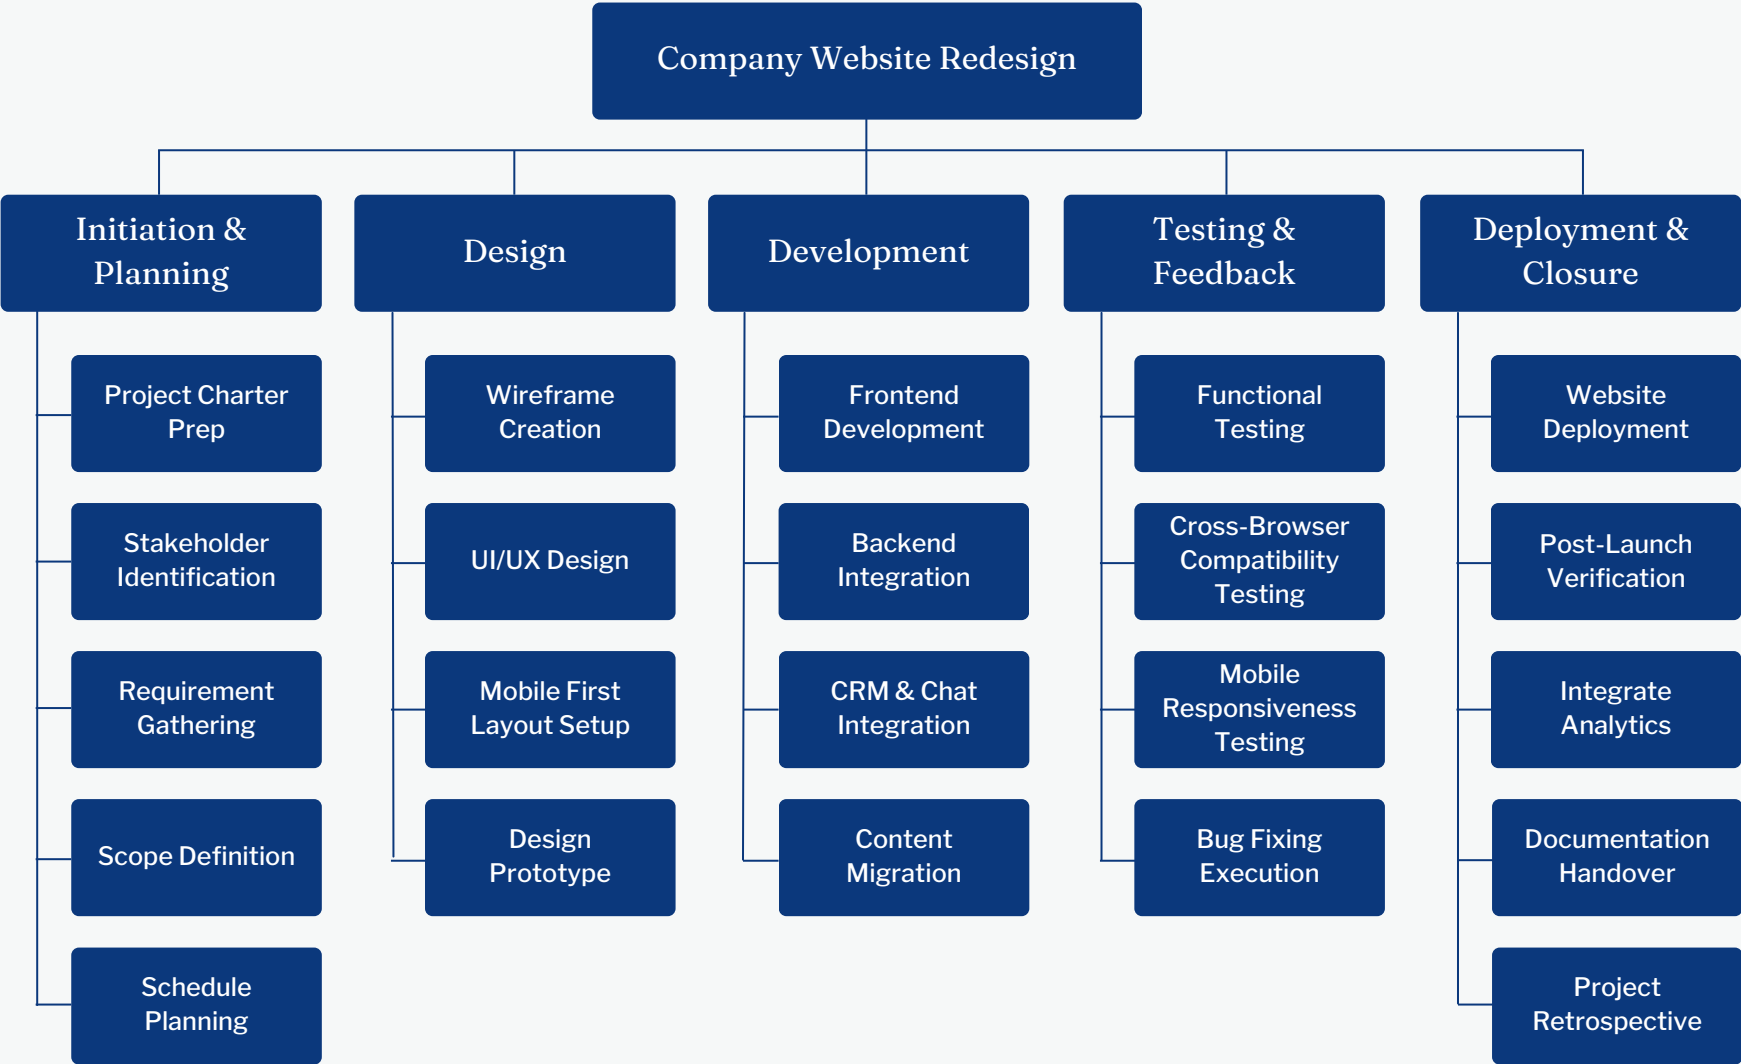 Company Website Redesign
Initiation &
Planning
Project Charter
Prep
Stakeholder
Identification
Requirement
Gathering
Scope Definition
Schedule
Planning
Design
Wireframe
Creation
UI/UX Design
Mobile First
Layout Setup
Design
Prototype
Development
Frontend
Development
Backend
Integration
CRM & Chat
Integration
Content
Migration
Testing &
Feedback
Functional
Testing
Cross-Browser
Compatibility
Testing
Mobile
Responsiveness
Testing
Bug Fixing
Execution
Deployment &
Closure
Website
Deployment
Post-Launch
Verification
Integrate
Analytics
Documentation
Handover
Project
Retrospective